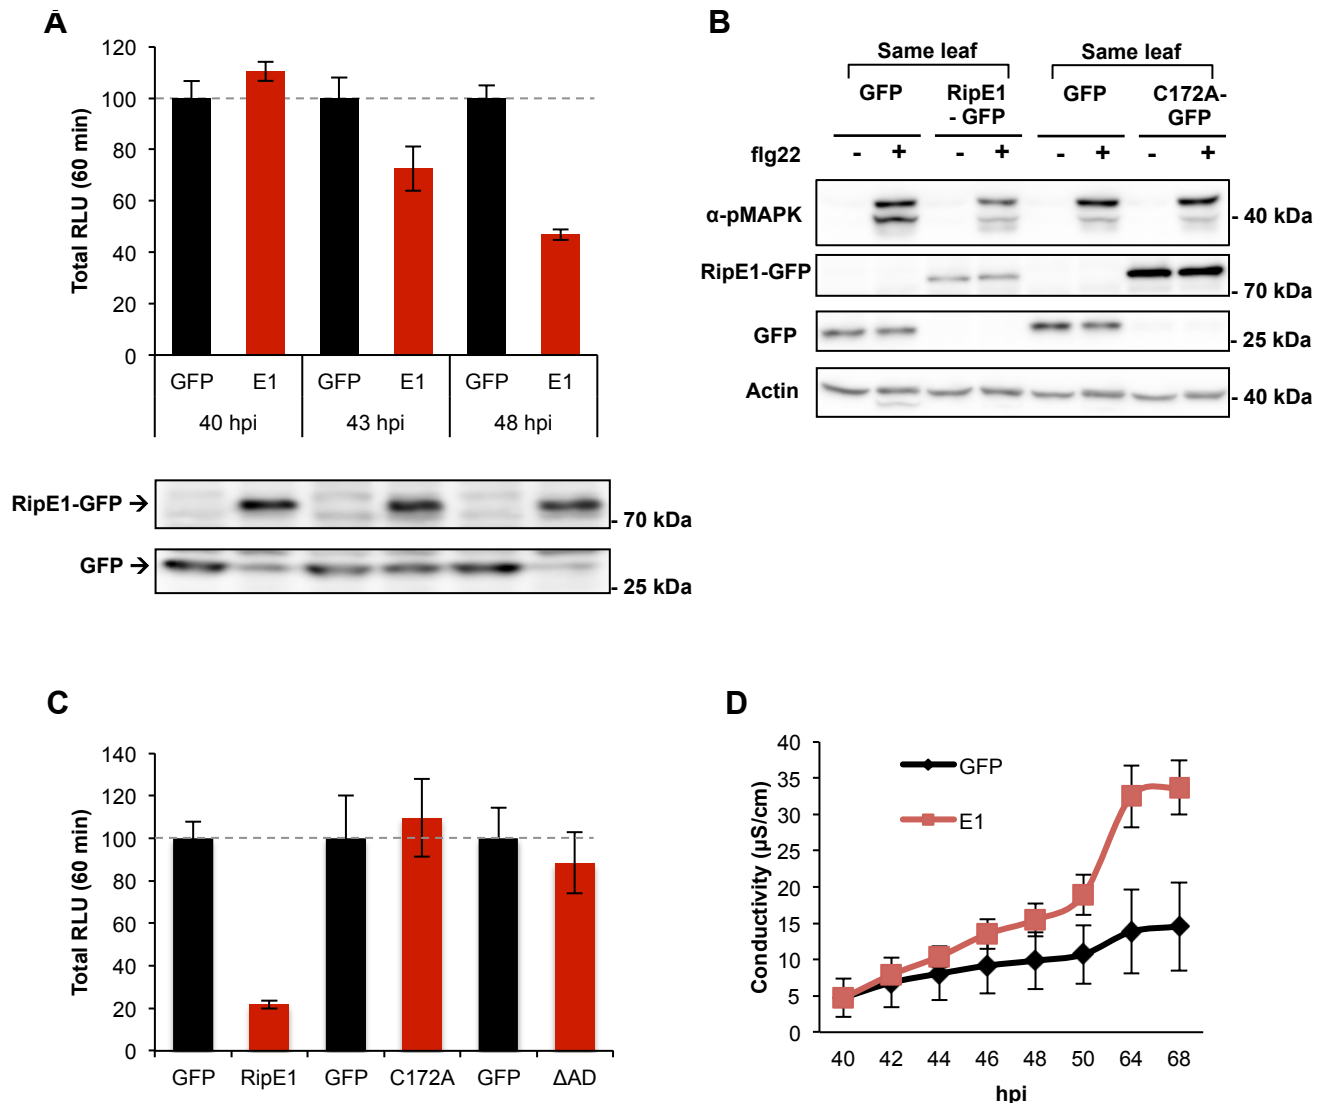 A
120
100
80
60
40
20
0
Total RLU (60 min)
GFP E1 GFP E1 GFP E1
40 hpi 43 hpi 48 hpi
RipE1-GFP →
- 70 kDa
GFP →
- 25 kDa
B
Same leaf Same leaf
GFP RipE1 - GFP GFP C172A- GFP
flg22 - + - + - + - +
α-pMAPK - 40 kDa
RipE1-GFP - 70 kDa
GFP - 25 kDa
Actin - 40 kDa
C
140
120
100
80
60
40
20
0
Total RLU (60 min)
GFP RipE1 GFP C172A GFP ΔAD
D
40
35
30
25
20
15
10
5
0
Conductivity (µS/cm)
GFP
E1
40 42 44 46 48 50 64 68
hpi